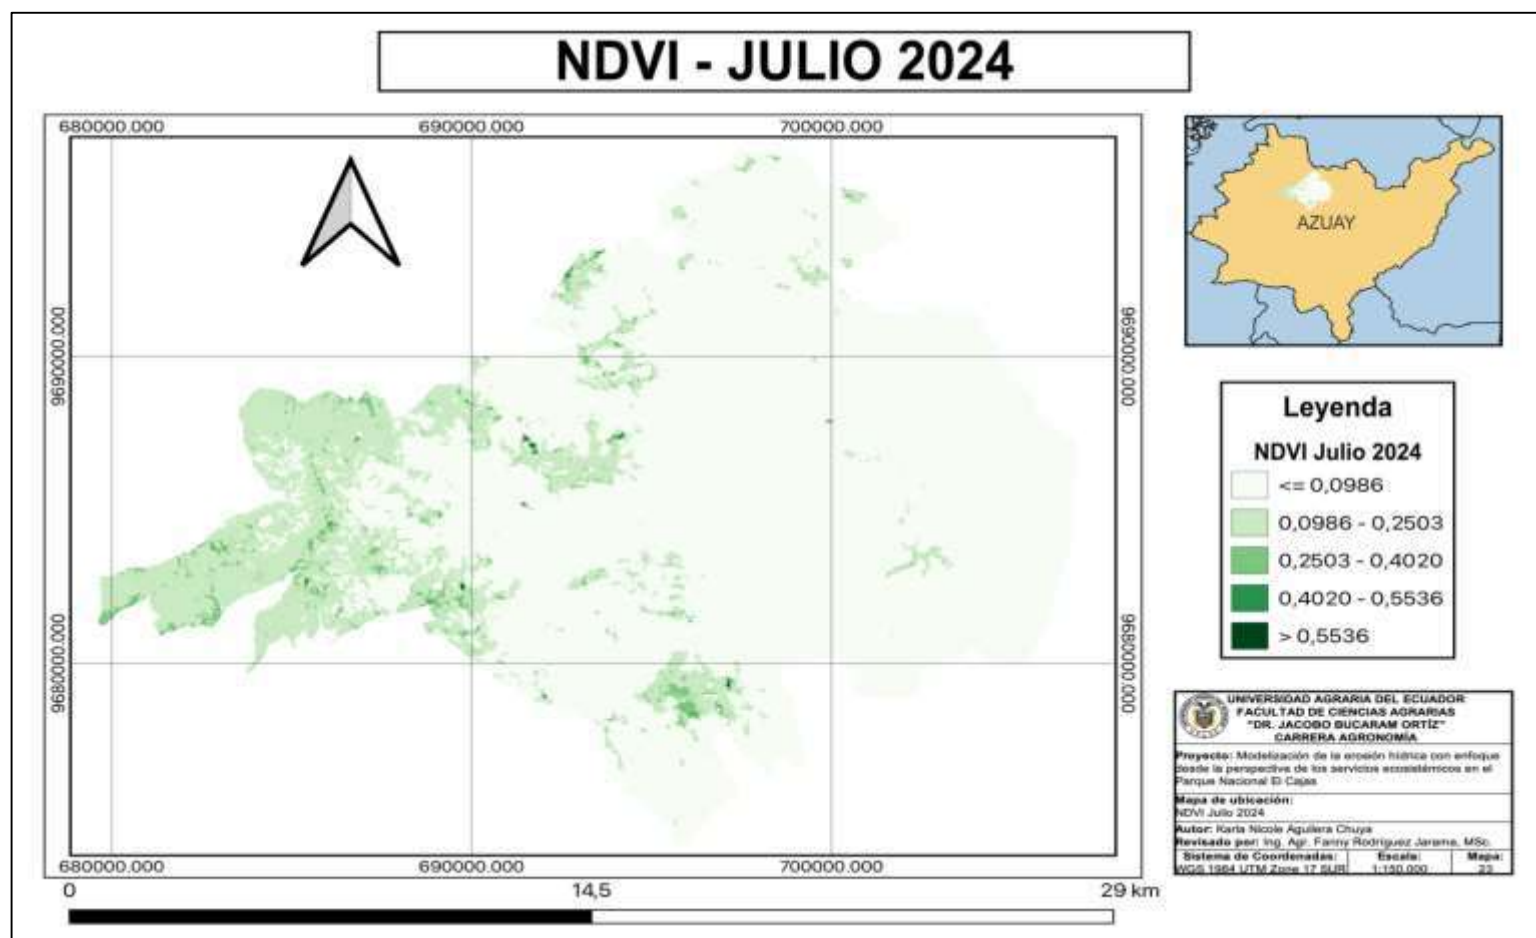 NDVI - JULIO 2024
680000.000
690000.000
700000.000
9690000.000
9690000.000
9680000.000
9680000.000
680000.000
690000.000
700000.000
0
14,5
29 km
AZUAY
Leyenda
NDVI Julio 2024
<= 0,0986
0,0986 - 0,2503
0,2503 - 0,4020
0,4020 - 0,5536
> 0,5536
UNIVERSIDAD AGRARIA DEL ECUADOR
FACULTAD DE CIENCIAS AGRARIAS
"DR. JACOBO BUCARAM ORTÍZ"
CARRERA AGRONOMÍA
Proyecto: Modelización de la erosión hídrica con enfoque
desde la perspectiva de los servicios ecosistémicos en el
Parque Nacional El Cajas
Mapa de ubicación:
NDVI Julio 2024
Autor: Karla Nicole Aguilera Chuya
Revisado por: Ing. Agr. Fanny Rodríguez Jarama, MSc.
Sistema de Coordenadas:
WGS 1984 UTM Zone 17 SUR
Escala:
1:150.000
Mapa:
23